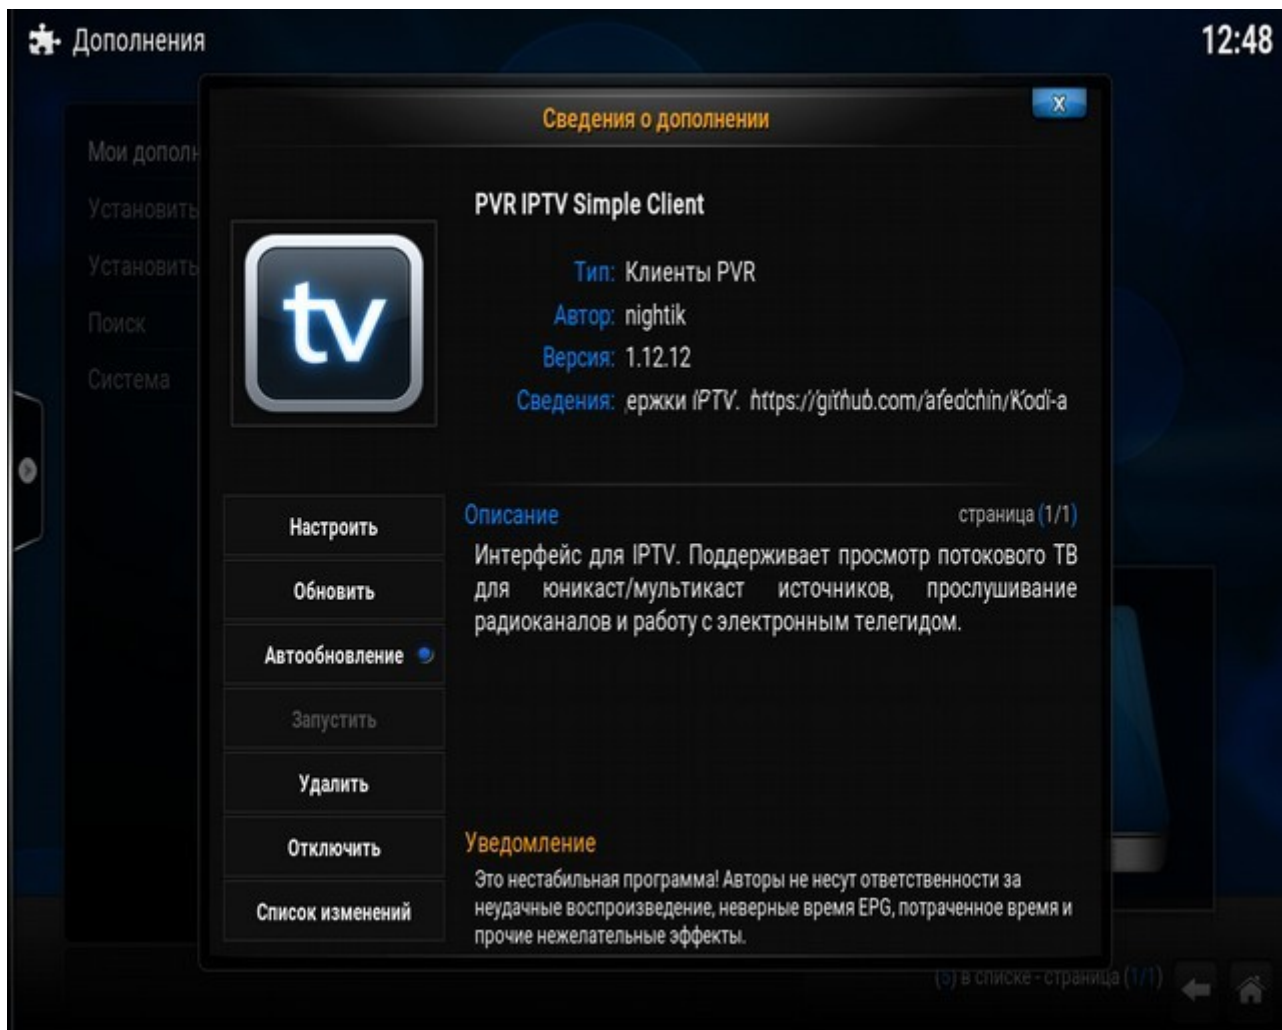 Дополнения
12:48
Сведения о дополнении
X
Мои дополн
Установить
Установить
Поиск
Система
tv
PVR IPTV Simple Client
Тип: Клиенты PVR
Автор: nightik
Версия: 1.12.12
Сведения: ержки IPTV. https://github.com/afedchin/Kodi-a
Настроить
Обновить
Автообновление
Запустить
Удалить
Отключить
Список изменений
Описание страница (1/1)
Интерфейс для IPTV. Поддерживает просмотр потокового ТВ
для юникаст/мультикаст источников, прослушивание
радиоканалов и работу с электронным телегидом.
Уведомление
Это нестабильная программа! Авторы не несут ответственности за
неудачные воспроизведение, неверные время EPG, потраченное время и
прочие нежелательные эффекты.
(5) в списке - страница (1/1)